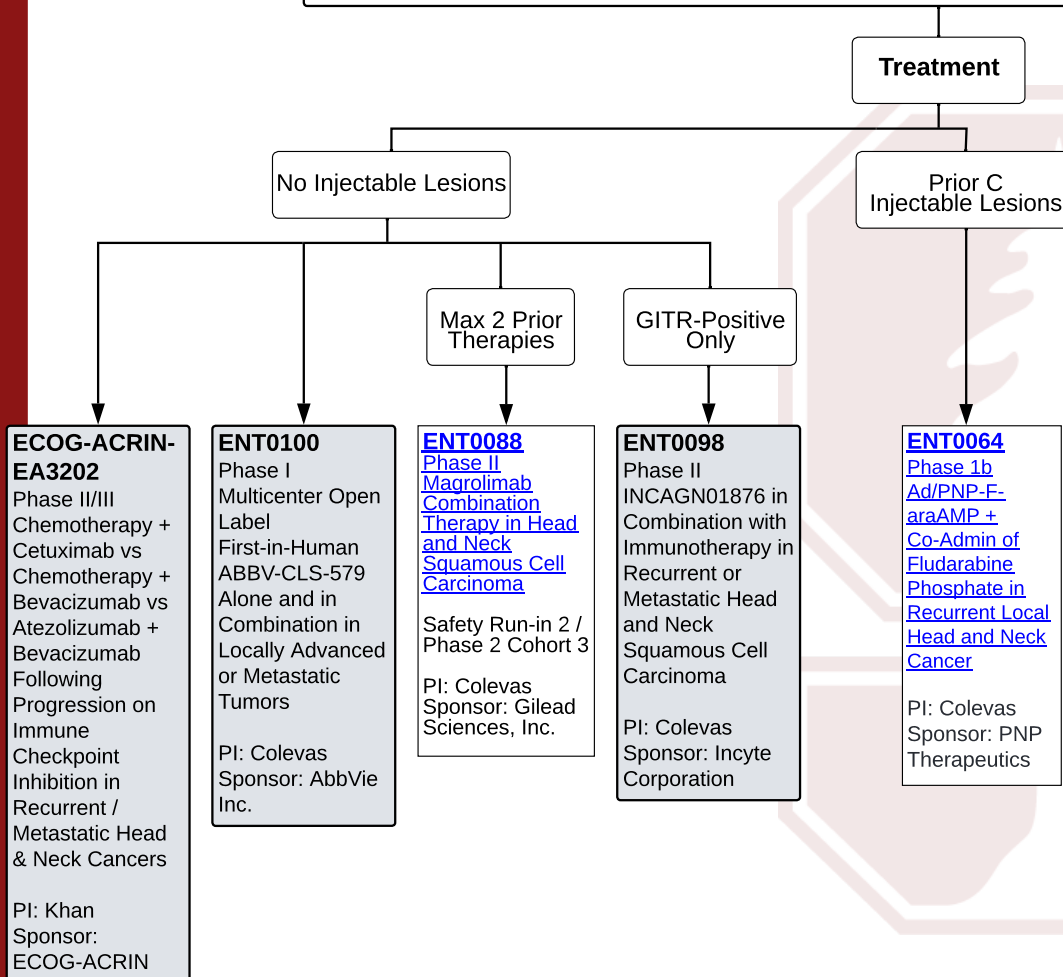 Treatment
No Injectable Lesions
Prior C
Injectable Lesions
Max 2 Prior
Therapies
GITR-Positive
Only
ECOG-ACRIN-
EA3202
Phase II/III
Chemotherapy +
Cetuximab vs
Chemotherapy +
Bevacizumab vs
Atezolizumab +
Bevacizumab
Following
Progression on
Immune
Checkpoint
Inhibition in
Recurrent /
Metastatic Head
& Neck Cancers
PI: Khan
Sponsor:
ECOG-ACRIN
ENT0100
Phase I
Multicenter Open
Label
First-in-Human
ABBV-CLS-579
Alone and in
Combination in
Locally Advanced
or Metastatic
Tumors
PI: Colevas
Sponsor: AbbVie
Inc.
ENT0088
Phase II
Magrolimab
Combination
Therapy in Head
and Neck
Squamous Cell
Carcinoma
Safety Run-in 2 /
Phase 2 Cohort 3
PI: Colevas
Sponsor: Gilead
Sciences, Inc.
ENT0098
Phase II
INCAGN01876 in
Combination with
Immunotherapy in
Recurrent or
Metastatic Head
and Neck
Squamous Cell
Carcinoma
PI: Colevas
Sponsor: Incyte
Corporation
ENT0064
Phase 1b
Ad/PNP-F-
araAMP +
Co-Admin of
Fludarabine
Phosphate in
Recurrent Local
Head and Neck
Cancer
PI: Colevas
Sponsor: PNP
Therapeutics